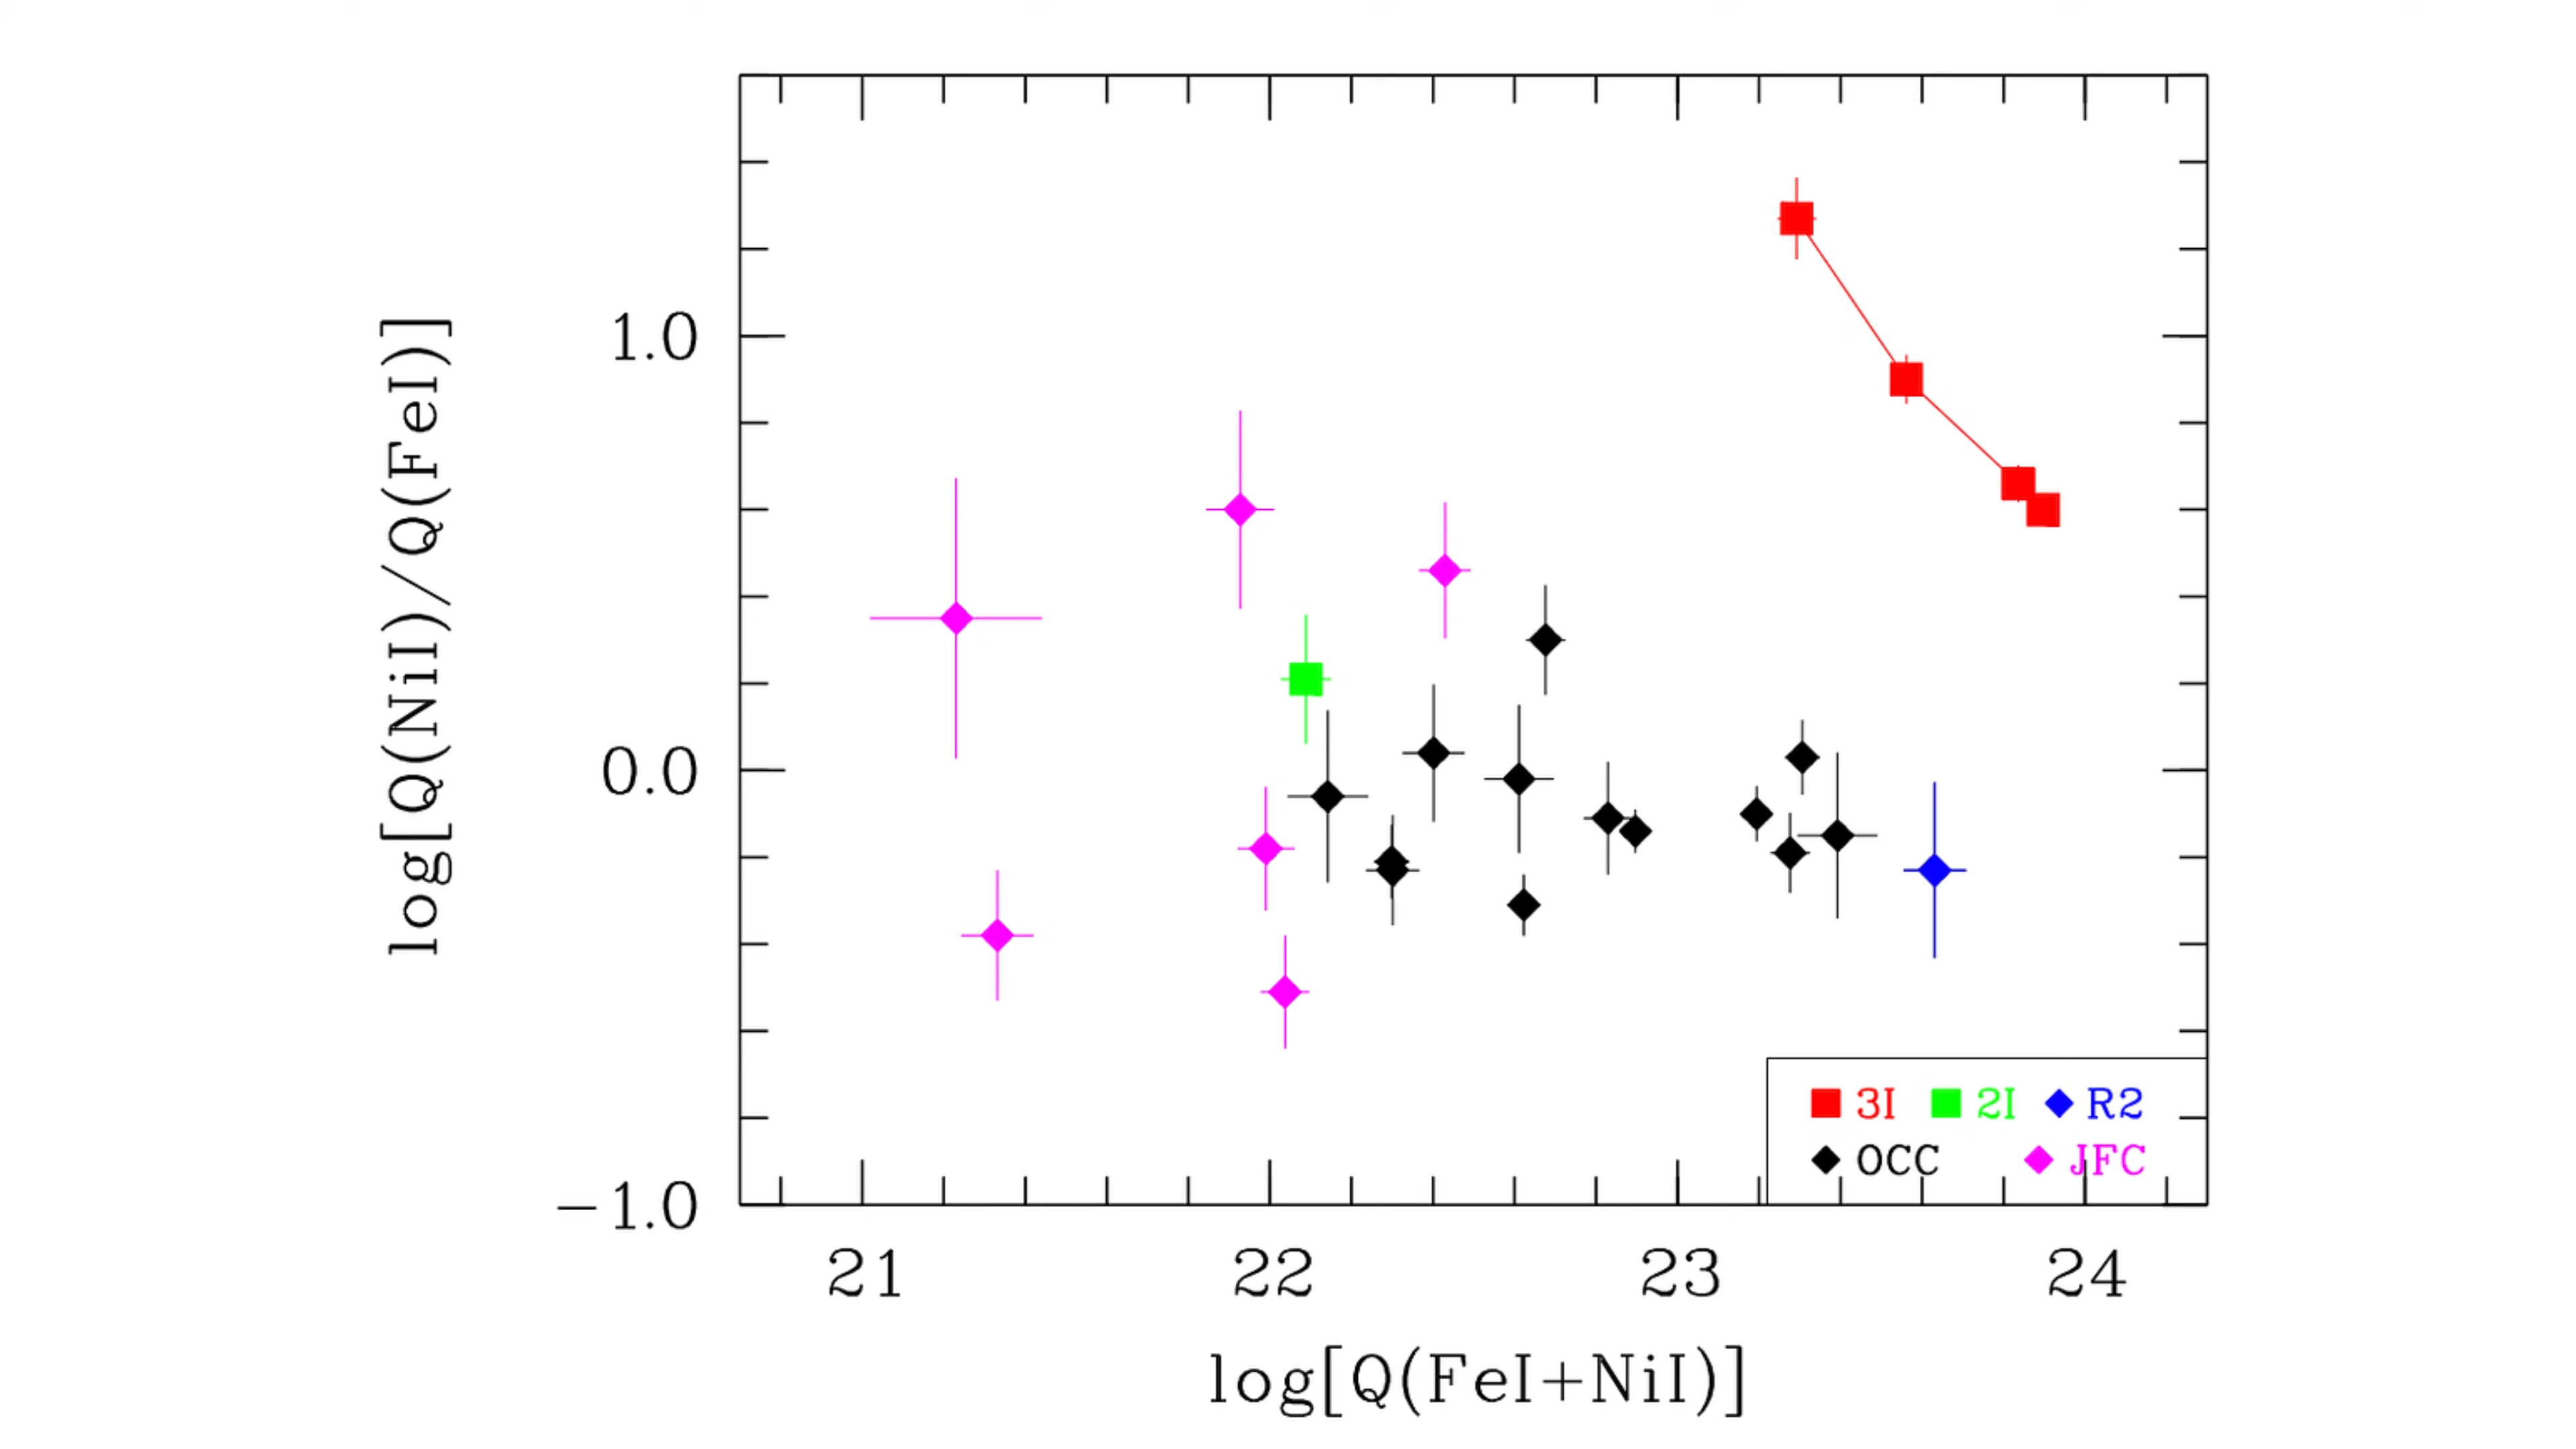 log[Q(NiI)/Q(FeI)]
1.0
0.0
−1.0
3I 2I R2
OCC JFC
21 22 23 24
log[Q(FeI+NiI)]